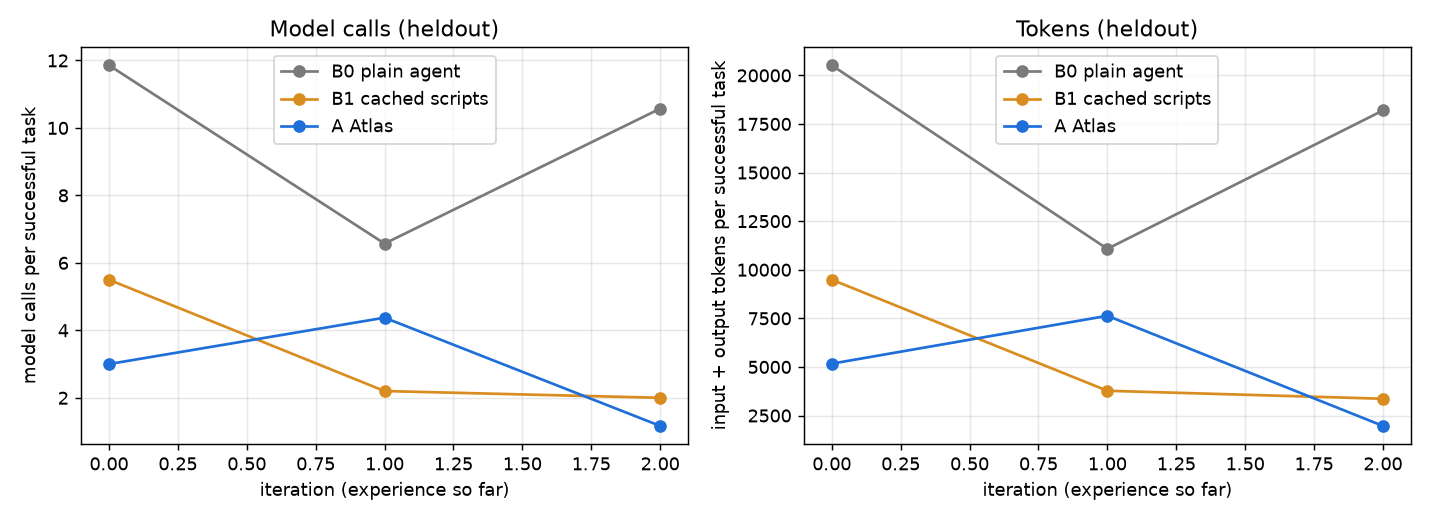 Model calls (heldout)
model calls per successful task
12
10
8
6
4
2
B0 plain agent
B1 cached scripts
A Atlas
0.00 0.25 0.50 0.75 1.00 1.25 1.50 1.75 2.00
iteration (experience so far)
Tokens (heldout)
input + output tokens per successful task
20000
17500
15000
12500
10000
7500
5000
2500
B0 plain agent
B1 cached scripts
A Atlas
0.00 0.25 0.50 0.75 1.00 1.25 1.50 1.75 2.00
iteration (experience so far)